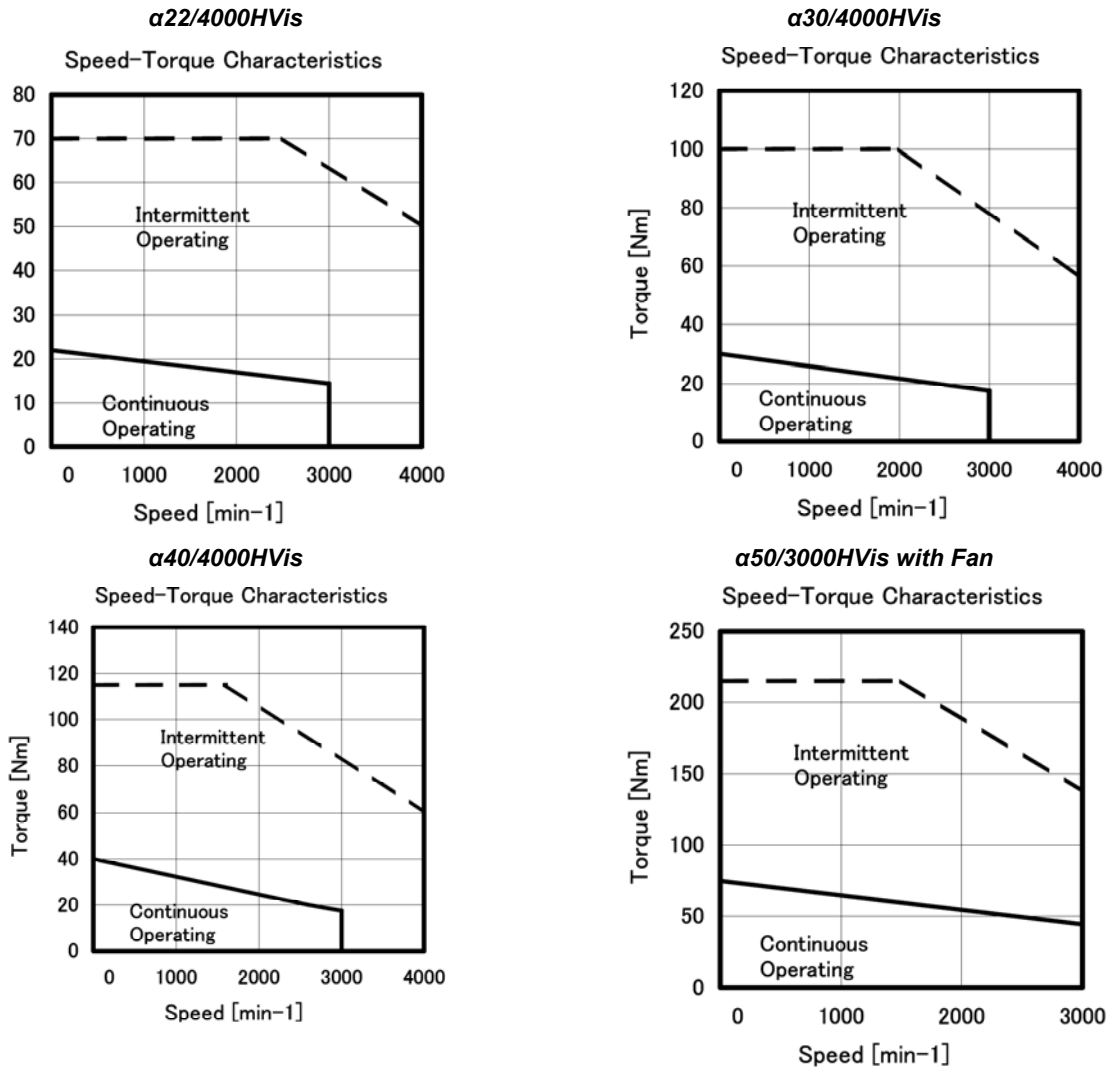 α22/4000HVis
Speed-Torque Characteristics
80
70
60
50
40
30
20
10
0
Intermittent
Operating
Continuous
Operating
0 1000 2000 3000 4000
Speed [min-1]
α30/4000HVis
Speed-Torque Characteristics
120
100
80
60
40
20
0
Torque [Nm]
Intermittent
Operating
Continuous
Operating
0 1000 2000 3000 4000
Speed [min-1]
α40/4000HVis
Speed-Torque Characteristics
140
120
100
80
60
40
20
0
Torque [Nm]
Intermittent
Operating
Continuous
Operating
0 1000 2000 3000 4000
Speed [min-1]
α50/3000HVis with Fan
Speed-Torque Characteristics
250
200
150
100
50
0
Torque [Nm]
Intermittent
Operating
Continuous
Operating
0 1000 2000 3000
Speed [min-1]